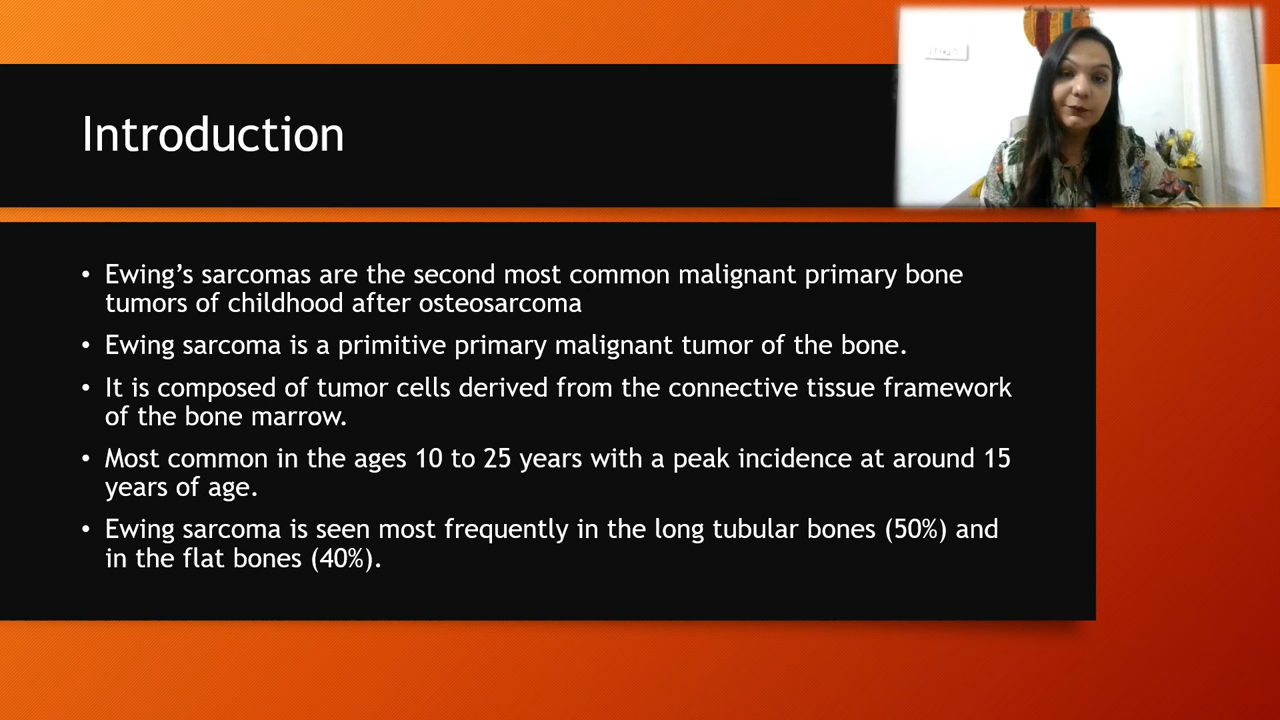 Introduction
• Ewing’s sarcomas are the second most common malignant primary bone
tumors of childhood after osteosarcoma
• Ewing sarcoma is a primitive primary malignant tumor of the bone.
• It is composed of tumor cells derived from the connective tissue framework
of the bone marrow.
• Most common in the ages 10 to 25 years with a peak incidence at around 15
years of age.
• Ewing sarcoma is seen most frequently in the long tubular bones (50%) and
in the flat bones (40%).